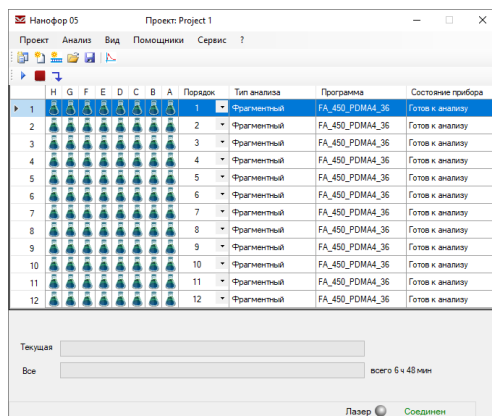 Нанофор 05 Проект: Project 1
Проект Анализ Вид Помощники Сервис ?
H G F E D C B A Порядок Тип анализа Программа Состояние прибора
1 1 Фрагментный FA_450_PDMA4_36 Готов к анализу
2 2 Фрагментный FA_450_PDMA4_36 Готов к анализу
3 3 Фрагментный FA_450_PDMA4_36 Готов к анализу
4 4 Фрагментный FA_450_PDMA4_36 Готов к анализу
5 5 Фрагментный FA_450_PDMA4_36 Готов к анализу
6 6 Фрагментный FA_450_PDMA4_36 Готов к анализу
7 7 Фрагментный FA_450_PDMA4_36 Готов к анализу
8 8 Фрагментный FA_450_PDMA4_36 Готов к анализу
9 9 Фрагментный FA_450_PDMA4_36 Готов к анализу
10 10 Фрагментный FA_450_PDMA4_36 Готов к анализу
11 11 Фрагментный FA_450_PDMA4_36 Готов к анализу
12 12 Фрагментный FA_450_PDMA4_36 Готов к анализу
Текущая
Все всего 6 ч 48 мин
Лазер Соединен